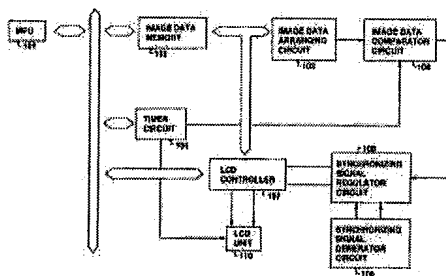 MPU
IMAGE DATA
MEMORY
IMAGE DATA
ARRANGING
CIRCUIT
IMAGE DATA
COMPARATOR
CIRCUIT
TIMER
CIRCUIT
LCD
CONTROLLER
SYNCHRONIZING
SIGNAL
REGULATOR
CIRCUIT
LCD
UNIT
110
SYNCHRONIZING
SIGNAL
GENERATOR
CIRCUIT